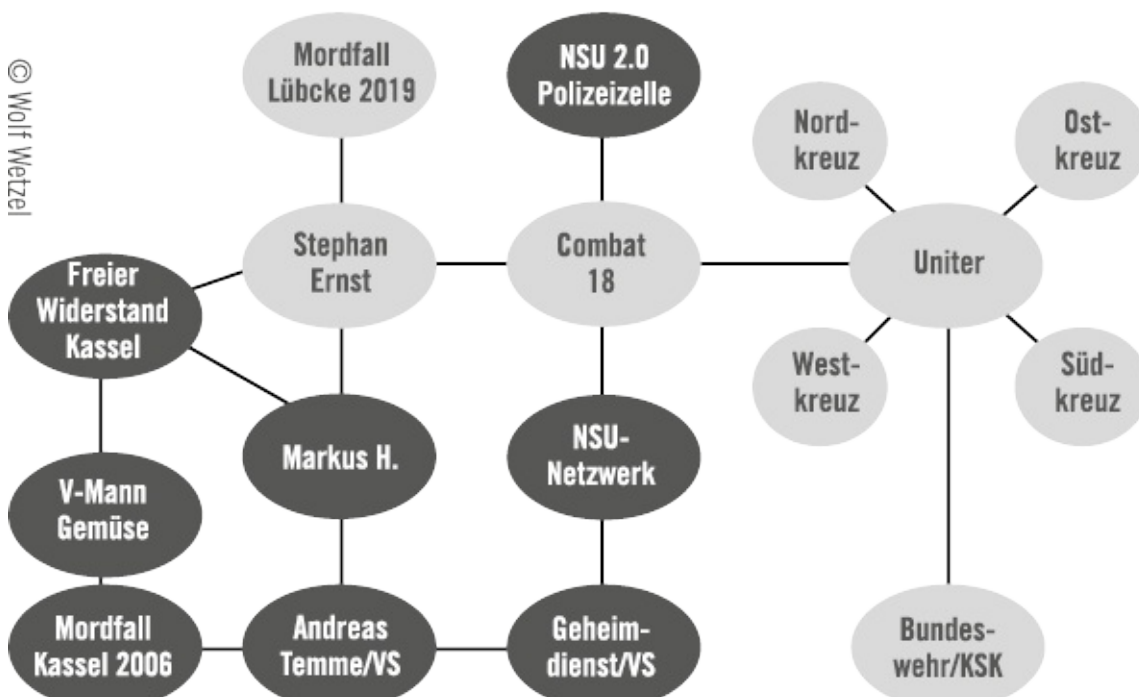 © Wolf Wetzel
Mordfall
Lübcke 2019
NSU 2.0
Polizeizelle
Nord-
kreuz
Ost-
kreuz
Freier
Widerstand
Kassel
Stephan
Ernst
Combat
18
Uniter
West-
kreuz
Süd-
kreuz
V-Mann
Gemüse
Markus H.
NSU-
Netzwerk
Mordfall
Kassel 2006
Andreas
Temme/VS
Geheim-
dienst/VS
Bundes-
wehr/KSK